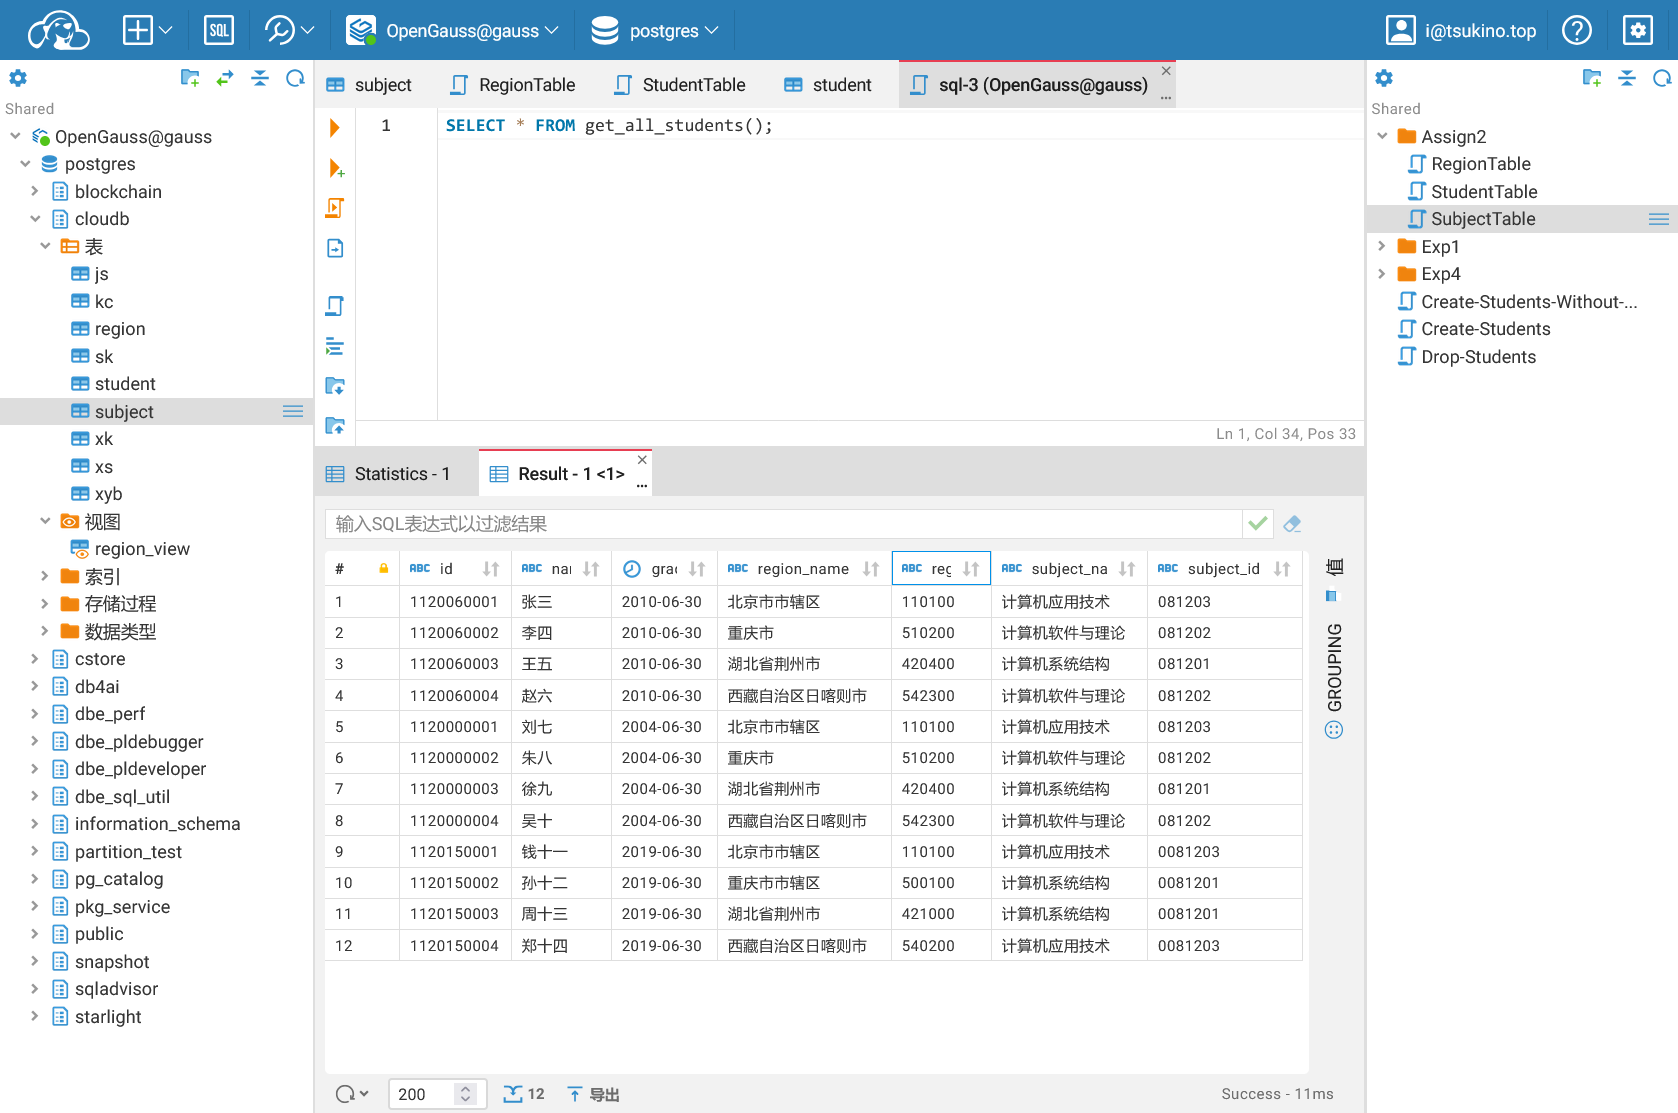 SQL
OpenGauss@gauss
postgres
i@tsukino.top
Shared
OpenGauss@gauss
postgres
blockchain
cloudb
表
js
kc
region
sk
student
subject
xk
xs
xyb
视图
region_view
索引
存储过程
数据类型
cstore
db4ai
dbe_perf
dbe_pldebugger
dbe_pldeveloper
dbe_sql_util
information_schema
partition_test
pg_catalog
pkg_service
public
snapshot
sqladvisor
starlight
subject RegionTable StudentTable student sql-3 (OpenGauss@gauss)
1 SELECT * FROM get_all_students();
Ln 1, Col 34, Pos 33
Statistics - 1 Result - 1 <1>
输入SQL表达式以过滤结果
# ABC id ABC nai grac ABC region_name ABC reg ABC subject_na ABC subject_id
1 1120060001 张三 2010-06-30 北京市市辖区 110100 计算机应用技术 081203
2 1120060002 李四 2010-06-30 重庆市 510200 计算机软件与理论 081202
3 1120060003 王五 2010-06-30 湖北省荆州市 420400 计算机系统结构 081201
4 1120060004 赵六 2010-06-30 西藏自治区日喀则市 542300 计算机软件与理论 081202
5 1120000001 刘七 2004-06-30 北京市市辖区 110100 计算机应用技术 081203
6 1120000002 朱八 2004-06-30 重庆市 510200 计算机软件与理论 081202
7 1120000003 徐九 2004-06-30 湖北省荆州市 420400 计算机系统结构 081201
8 1120000004 吴十 2004-06-30 西藏自治区日喀则市 542300 计算机软件与理论 081202
9 1120150001 钱十一 2019-06-30 北京市市辖区 110100 计算机应用技术 0081203
10 1120150002 孙十二 2019-06-30 重庆市市辖区 500100 计算机系统结构 0081201
11 1120150003 周十三 2019-06-30 湖北省荆州市 421000 计算机系统结构 0081201
12 1120150004 郑十四 2019-06-30 西藏自治区日喀则市 540200 计算机应用技术 0081203
值
GROUPING
200 12 导出 Success - 11ms
Shared
Assign2
RegionTable
StudentTable
SubjectTable
Exp1
Exp4
Create-Students-Without-...
Create-Students
Drop-Students